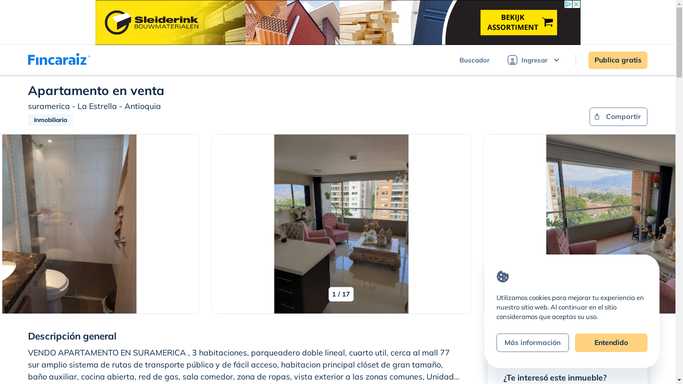 Sleiderink
BOUWMATERIALEN
BEKIJK
ASSORTIMENT
Fincaraiz
Buscador
Ingresar
Publica gratis
Apartamento en venta
suramerica - La Estrella - Antioquia
Inmobiliaria
Compartir
1 / 17
Utilizamos cookies para mejorar tu experiencia en
nuestro sitio web. Al continuar en el sitio
consideramos que aceptas su uso.
Más información
Entendido
Descripción general
VENDO APARTAMENTO EN SURAMERICA , 3 habitaciones, parqueadero doble lineal, cuarto util, cerca al mall 77
sur amplio sistema de rutas de transporte público y de fácil acceso, habitacion principal clóset de gran tamaño,
baño auxiliar, cocina abierta, red de gas, sala comedor, zona de ropas, vista exterior a las zonas comunes, Unidad...
¿Te interesó este inmueble?